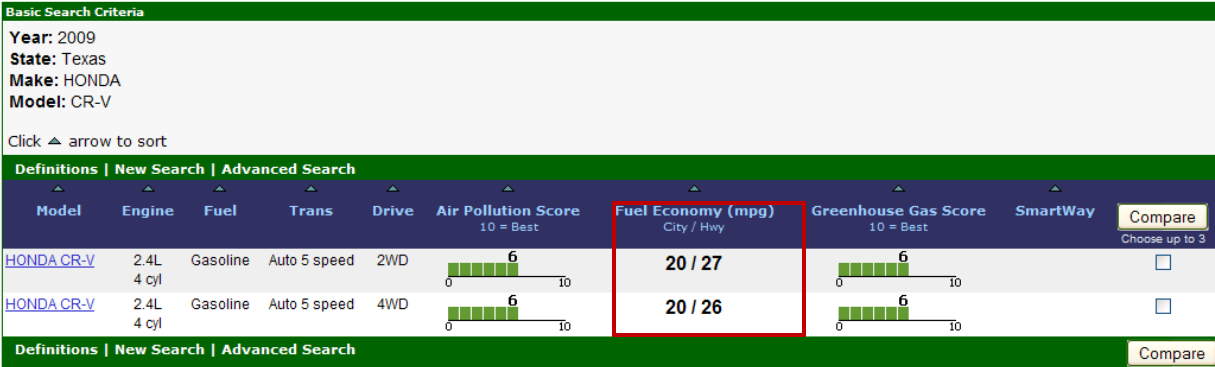 Basic Search Criteria
Year: 2009
State: Texas
Make: HONDA
Model: CR-V
Click arrow to sort
Definitions | New Search | Advanced Search
Model Engine Fuel Trans Drive Air Pollution Score Fuel Economy (mpg) Greenhouse Gas Score SmartWay Compare
10 = Best City / Hwy 10 = Best Choose up to 3
HONDA CR-V 2.4L Gasoline Auto 5 speed 2WD 6 20 / 27 6
4 cyl 0 10 0 10
HONDA CR-V 2.4L Gasoline Auto 5 speed 4WD 6 20 / 26 6
4 cyl 0 10 0 10
Definitions | New Search | Advanced Search Compare